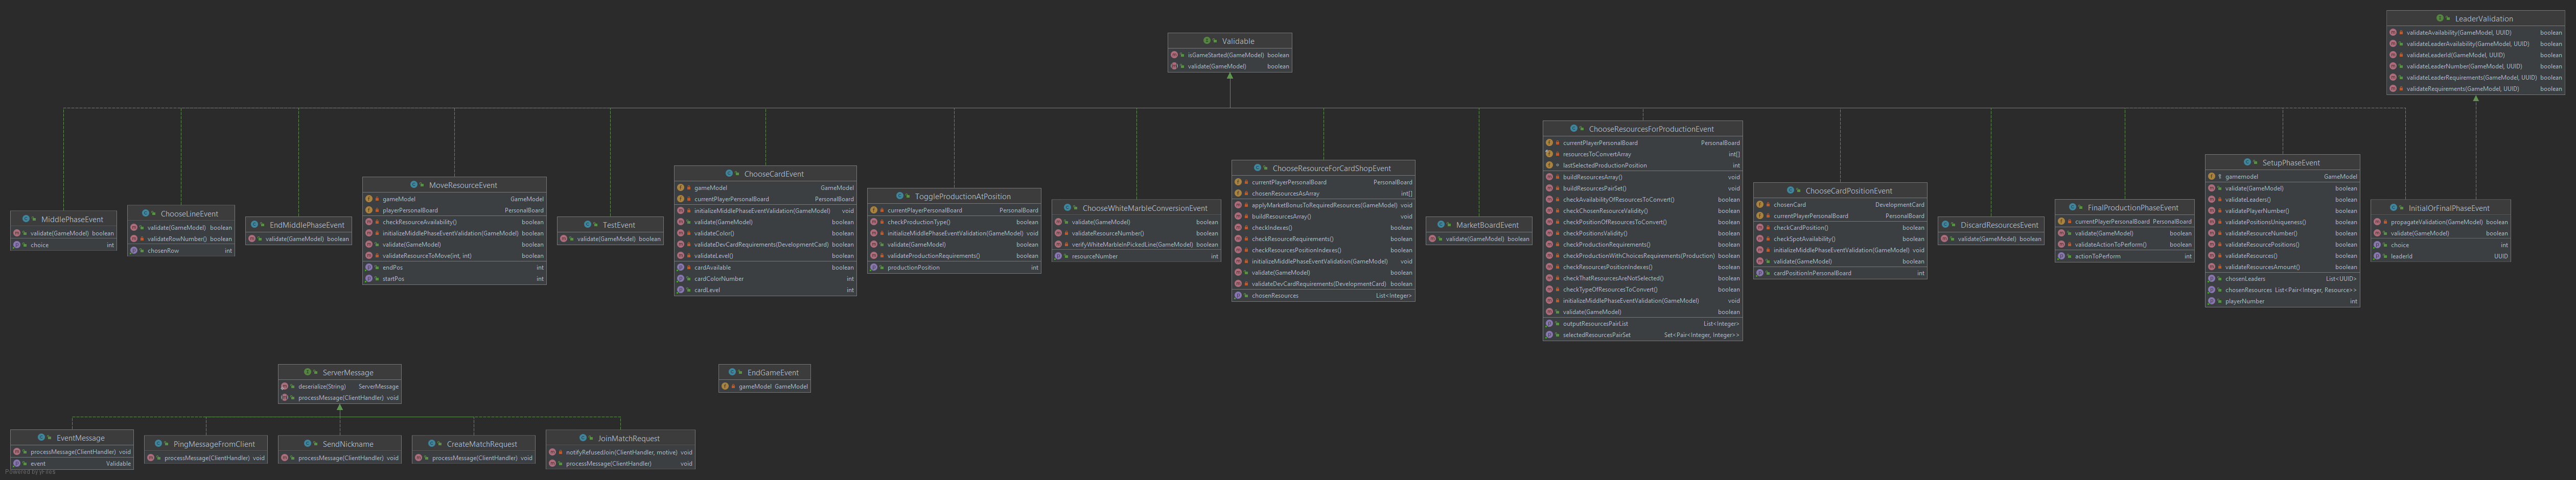 LeaderValidation
validateAvailability(GameModel, UUID) boolean
validateLeaderAvailability(GameModel, UUID) boolean
validateLeaderId(GameModel, UUID) boolean
validateLeaderNumber(GameModel, UUID) boolean
validateLeaderRequirements(GameModel, UUID) boolean
validateRequirements(GameModel, UUID) boolean
Validable
isGameStarted(GameModel) boolean
validate(GameModel) boolean
MiddlePhaseEvent
validate(GameModel) boolean
choice int
ChooseLineEvent
validate(GameModel) boolean
validateRowNumber() boolean
chosenRow int
EndMiddlePhaseEvent
validate(GameModel) boolean
MoveResourceEvent
gameModel GameModel
playerPersonalBoard PersonalBoard
checkResourceAvailability() boolean
initializeMiddlePhaseEventValidation(GameModel) boolean
validate(GameModel) boolean
validateResourceToMove(int, int) boolean
endPos int
startPos int
TestEvent
validate(GameModel) boolean
ChooseCardEvent
gameModel GameModel
currentPlayerPersonalBoard PersonalBoard
initializeMiddlePhaseEventValidation(GameModel) void
validate(GameModel) boolean
validateColor() boolean
validateDevCardRequirements(DevelopmentCard) boolean
validateLevel() boolean
cardAvailable boolean
cardColorNumber int
cardLevel int
ToggleProductionAtPosition
currentPlayerPersonalBoard PersonalBoard
checkProductionType() boolean
initializeMiddlePhaseEventValidation(GameModel) void
validate(GameModel) boolean
validateProductionRequirements() boolean
productionPosition int
ChooseWhiteMarbleConversionEvent
validate(GameModel) boolean
validateResourceNumber() boolean
verifyWhiteMarbleInPickedLine(GameModel) boolean
resourceNumber int
ChooseResourceForCardShopEvent
currentPlayerPersonalBoard PersonalBoard
chosenResourcesAsArray int[]
applyMarketBonusToRequiredResources(GameModel) void
buildResourcesArray() void
checkIndexes() boolean
checkResourceRequirements() boolean
checkResourcesPositionIndexes() boolean
initializeMiddlePhaseEventValidation(GameModel) void
validate(GameModel) boolean
validateDevCardRequirements(DevelopmentCard) boolean
chosenResources List<Integer>
MarketBoardEvent
validate(GameModel) boolean
ChooseResourcesForProductionEvent
currentPlayerPersonalBoard PersonalBoard
resourcesToConvertArray int[]
lastSelectedProductionPosition int
buildResourcesArray() void
buildResourcesPairSet() void
checkAvailabilityOfResourcesToConvert() boolean
checkChosenResourceValidity() boolean
checkPositionOfResourcesToConvert() boolean
checkPositionsValidity() boolean
checkProductionRequirements() boolean
checkProductionWithChoicesRequirements(Production) boolean
checkResourcesPositionIndexes() boolean
checkThatResourcesAreNotSelected() boolean
checkTypeOfResourcesToConvert() boolean
initializeMiddlePhaseEventValidation(GameModel) void
validate(GameModel) boolean
outputResourcesPairList List<Integer>
selectedResourcesPairSet Set<Pair<Integer, Integer>>
ChooseCardPositionEvent
chosenCard DevelopmentCard
currentPlayerPersonalBoard PersonalBoard
checkCardPosition() boolean
checkSpotAvailability() boolean
initializeMiddlePhaseEventValidation(GameModel) void
validate(GameModel) boolean
cardPositionInPersonalBoard int
DiscardResourcesEvent
validate(GameModel) boolean
FinalProductionPhaseEvent
currentPlayerPersonalBoard PersonalBoard
validate(GameModel) boolean
validateActionToPerform() boolean
actionToPerform int
SetupPhaseEvent
gamemodel GameModel
validate(GameModel) boolean
validateLeaders() boolean
validatePlayerNumber() boolean
validatePositionsUniqueness() boolean
validateResourceNumber() boolean
validateResourcePositions() boolean
validateResources() boolean
validateResourcesAmount() boolean
chosenLeaders List<UUID>
chosenResources List<Pair<Integer, Resource>>
playerNumber int
InitialOrFinalPhaseEvent
propagateValidation(GameModel) boolean
validate(GameModel) boolean
choice int
leaderId UUID
ServerMessage
deserialize(String) ServerMessage
processMessage(ClientHandler) void
EndGameEvent
gameModel GameModel
EventMessage
processMessage(ClientHandler) void
event Validable
PingMessageFromClient
processMessage(ClientHandler) void
SendNickname
processMessage(ClientHandler) void
CreateMatchRequest
processMessage(ClientHandler) void
JoinMatchRequest
notifyRefusedJoin(ClientHandler, motive) void
processMessage(ClientHandler) void
Powered by yFiles